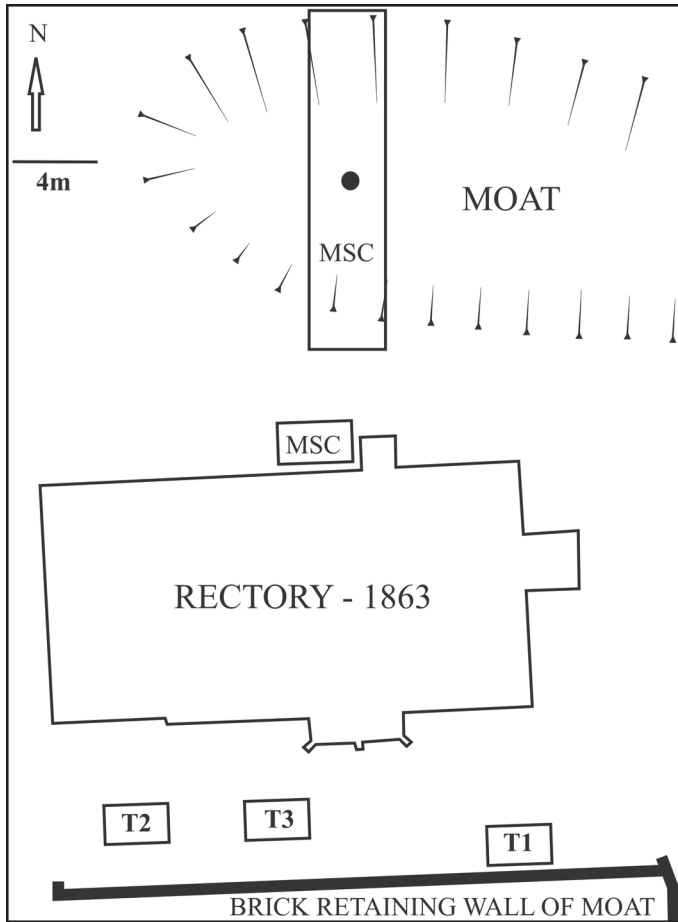 N
4m
MOAT
MSC
MSC
RECTORY - 1863
T2
T3
T1
BRICK RETAINING WALL OF MOAT